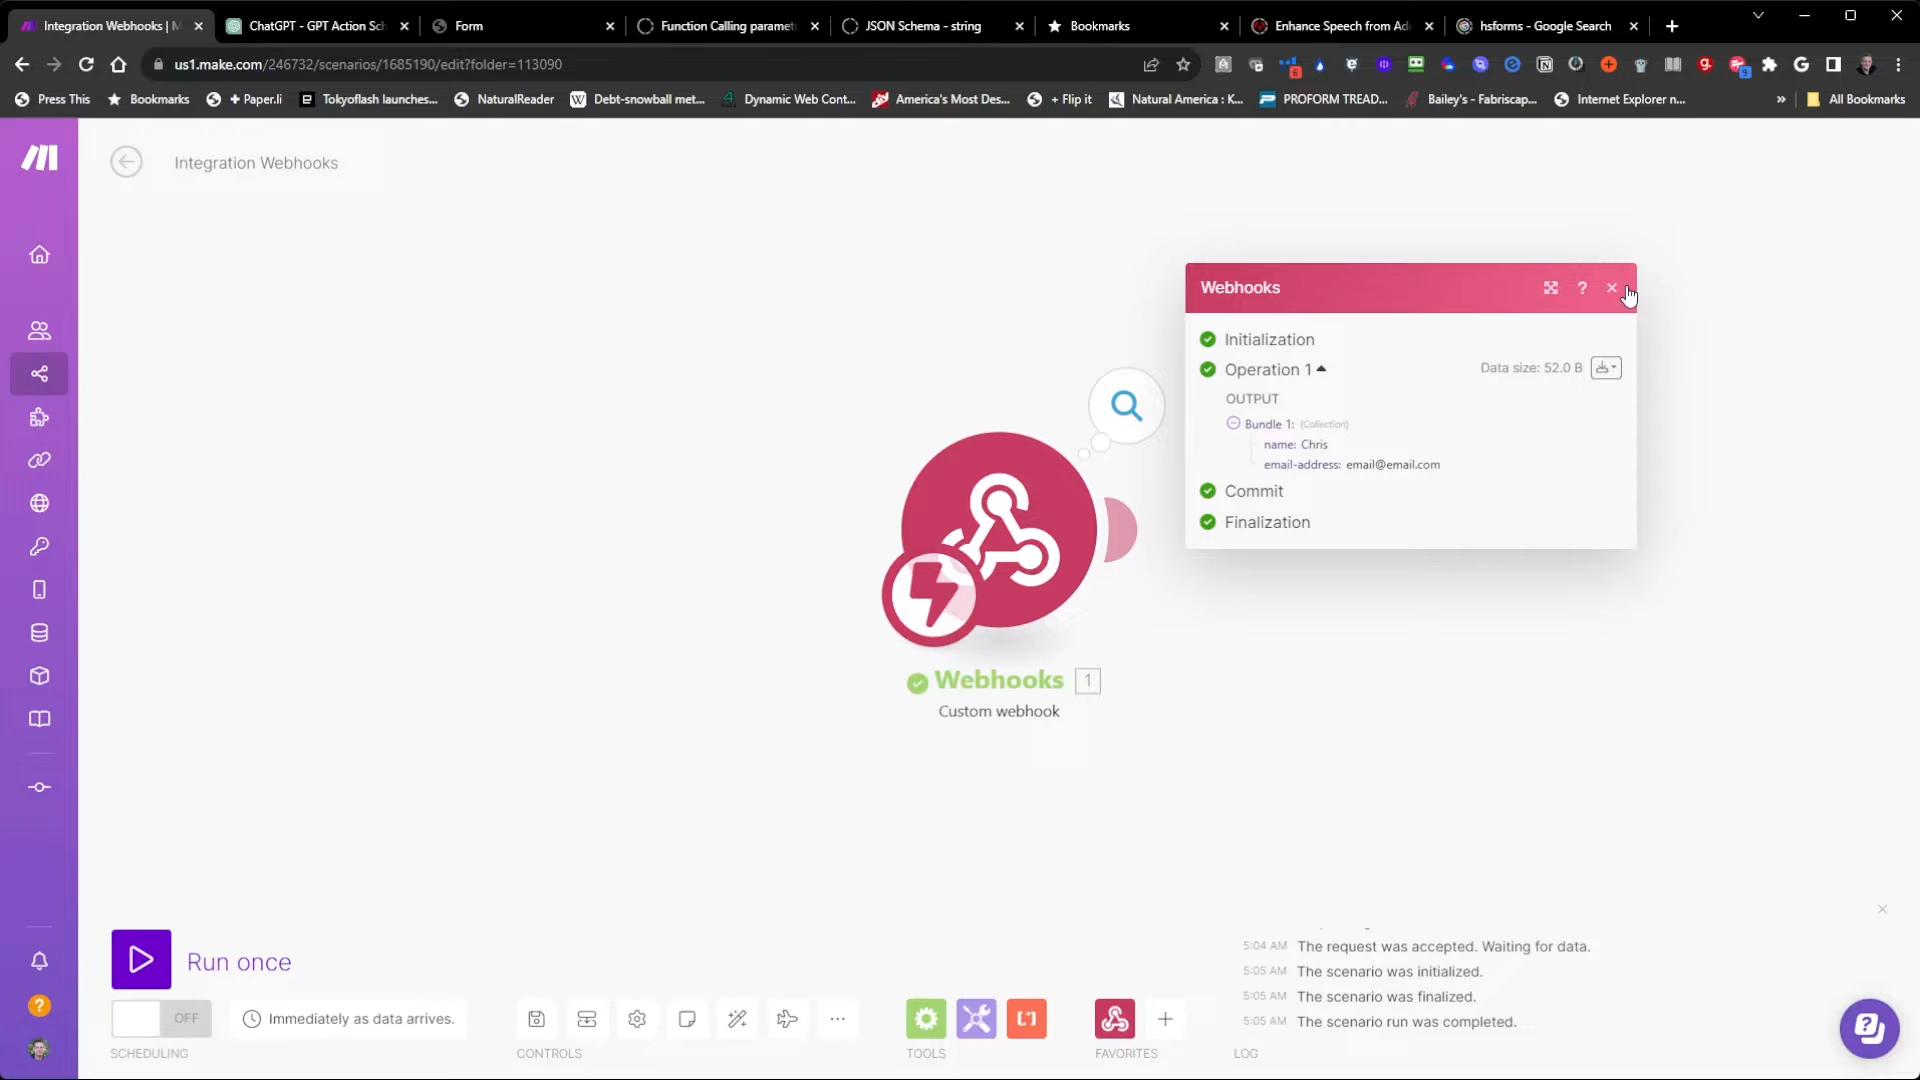 Integration Webhooks | M
ChatGPT - GPT Action Sch
Form
Function Calling paramet
JSON Schema - string
Bookmarks
Enhance Speech from Ad
hsforms - Google Search
us1.make.com/246732/scenarios/1685190/edit?folder=113090
6
9
Press This
Bookmarks
+ Paper.li
Tokyoflash launches...
NaturalReader
Debt-snowball met...
Dynamic Web Cont...
America's Most Des...
+ Flip it
Natural America : K...
PROFORM TREAD...
Bailey's - Fabriscap...
Internet Explorer n...
»
All Bookmarks
Integration Webhooks
Webhooks
?
Initialization
Operation 1
Data size: 52.0 B
OUTPUT
Bundle 1: (Collection)
name: Chris
email-address: email@email.com
Commit
Finalization
Webhooks 1
Custom webhook
Run once
5:04 AM The request was accepted. Waiting for data.
5:05 AM The scenario was initialized.
5:05 AM The scenario was finalized.
5:05 AM The scenario run was completed.
OFF
Immediately as data arrives.
SCHEDULING
CONTROLS
TOOLS
FAVORITES
LOG